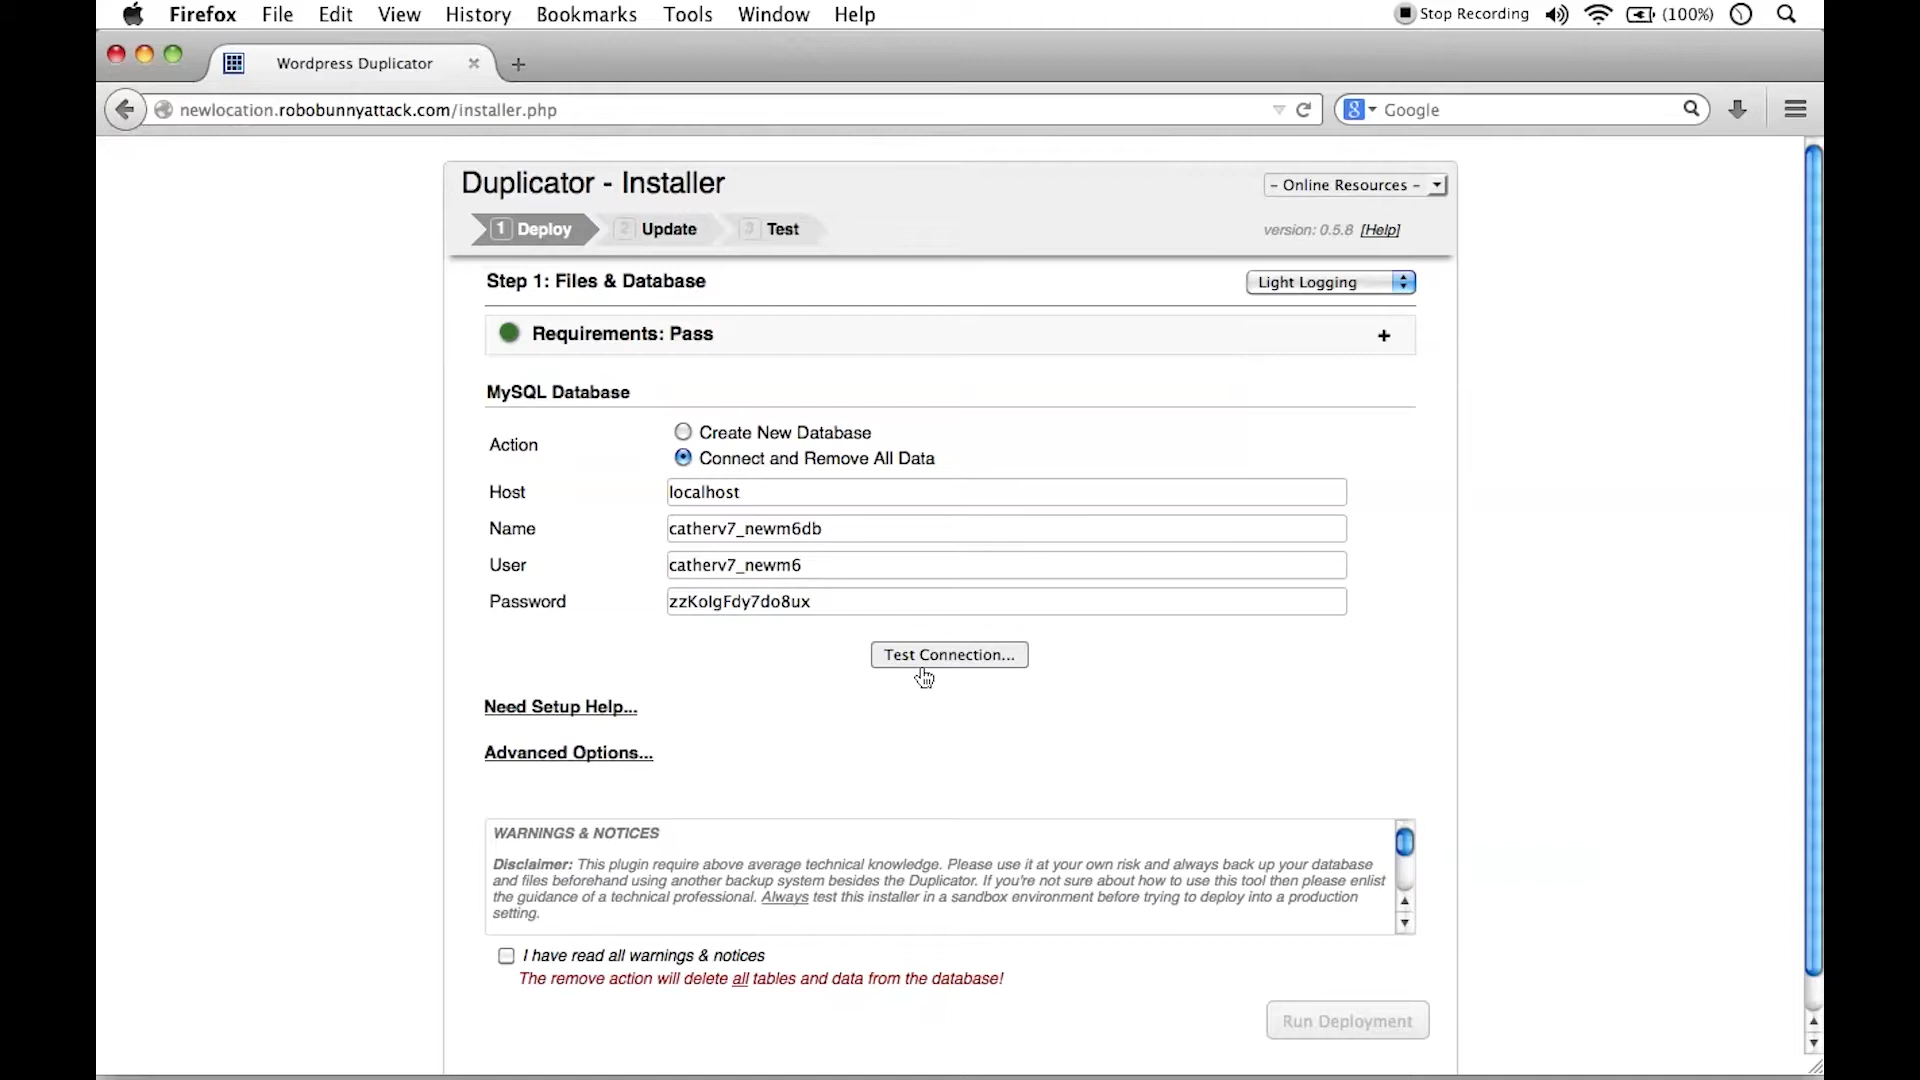 Firefox File Edit View History Bookmarks Tools Window Help Stop Recording (100%)
Wordpress Duplicator
newlocation.robobunnyattack.com/installer.php Google
Duplicator - Installer
- Online Resources -
1 Deploy 2 Update 3 Test
version: 0.5.8 [Help]
Step 1: Files & Database
Light Logging
Requirements: Pass +
MySQL Database
Action
Create New Database
Connect and Remove All Data
Host localhost
Name catherv7_newm6db
User catherv7_newm6
Password zzKolgFdy7do8ux
Test Connection...
Need Setup Help...
Advanced Options...
WARNINGS & NOTICES
Disclaimer: This plugin require above average technical knowledge. Please use it at your own risk and always back up your database
and files beforehand using another backup system besides the Duplicator. If you're not sure about how to use this tool then please enlist
the guidance of a technical professional. Always test this installer in a sandbox environment before trying to deploy into a production
setting.
I have read all warnings & notices
The remove action will delete all tables and data from the database!
Run Deployment